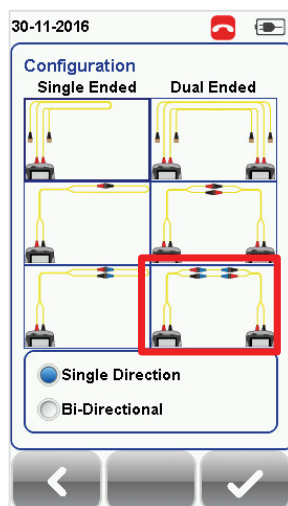 30-11-2016
Configuration
Single Ended Dual Ended
Single Direction
Bi-Directional